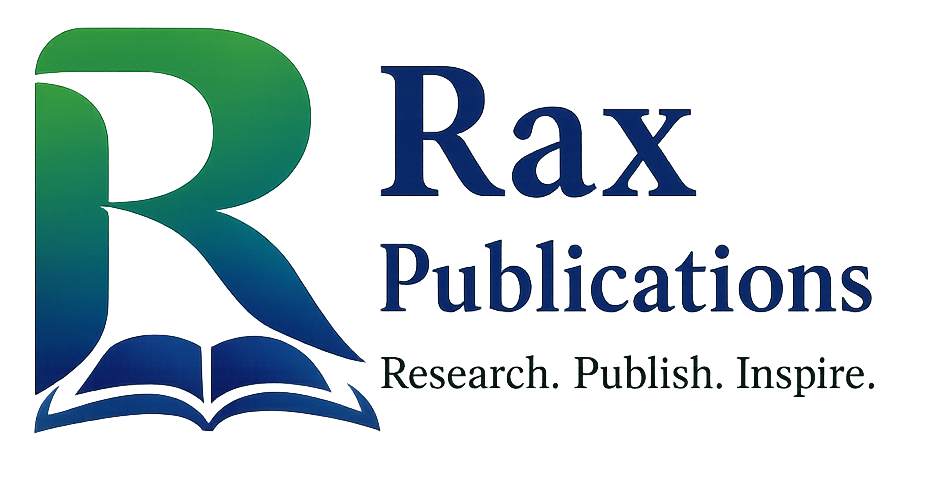 Rax
Publications
Research. Publish. Inspire.